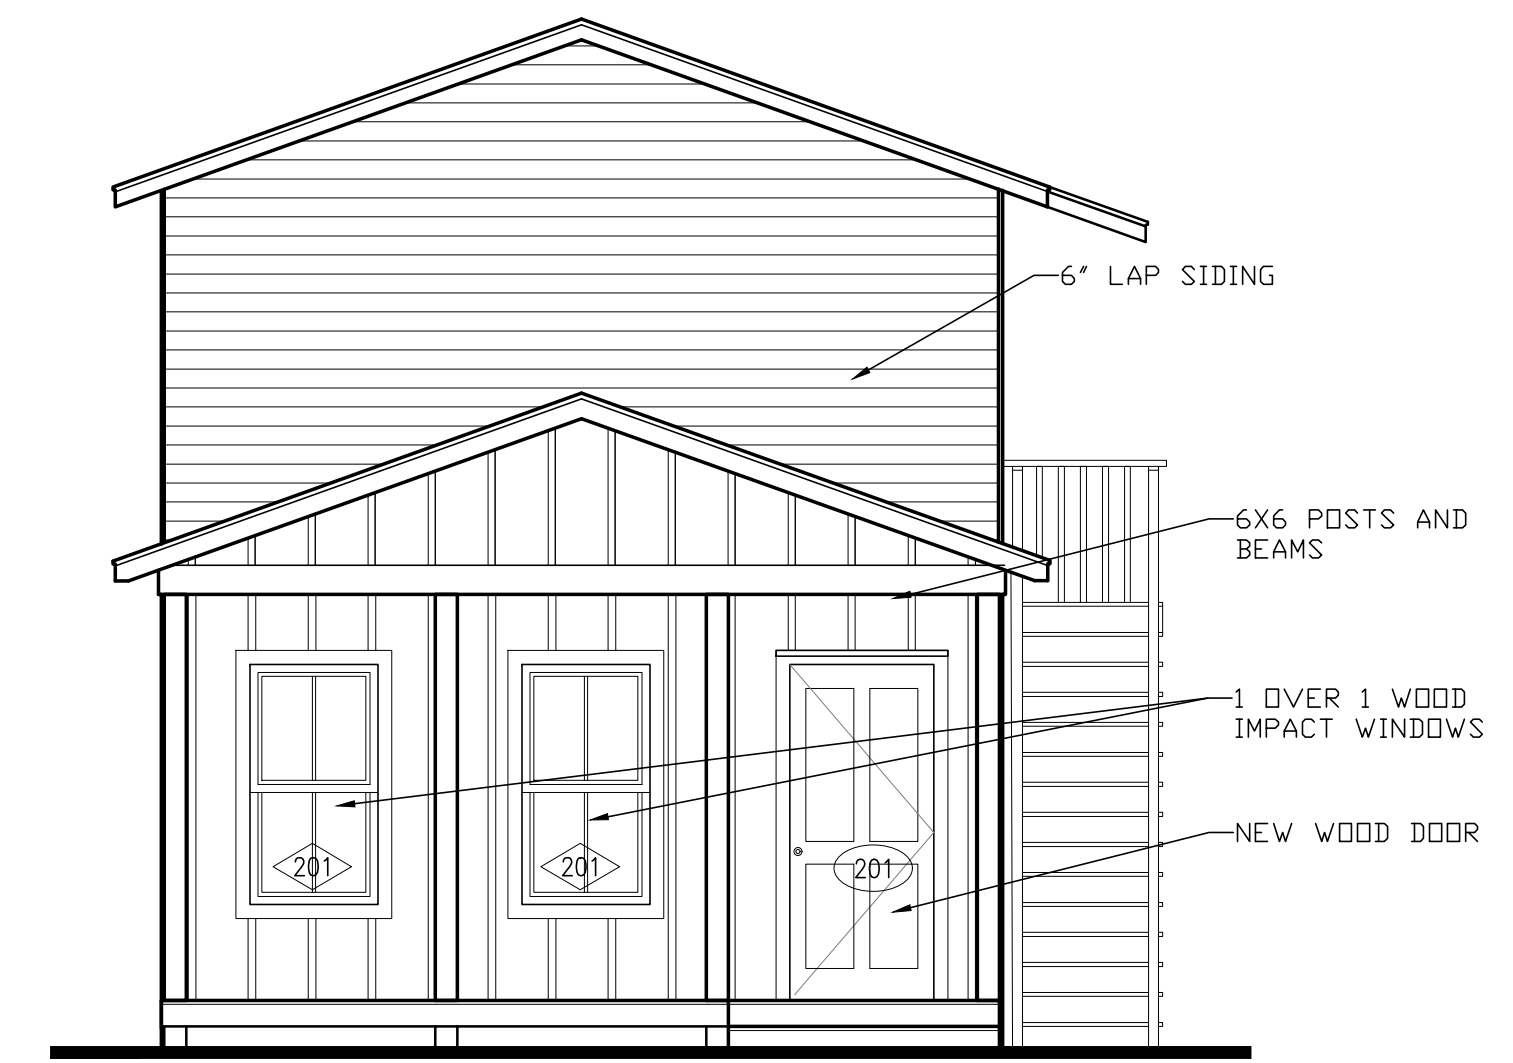 6" LAP SIDING
6X6 POSTS AND
BEAMS
1 OVER 1 WOOD
IMPACT WINDOWS
NEW WOOD DOOR
201
201
201